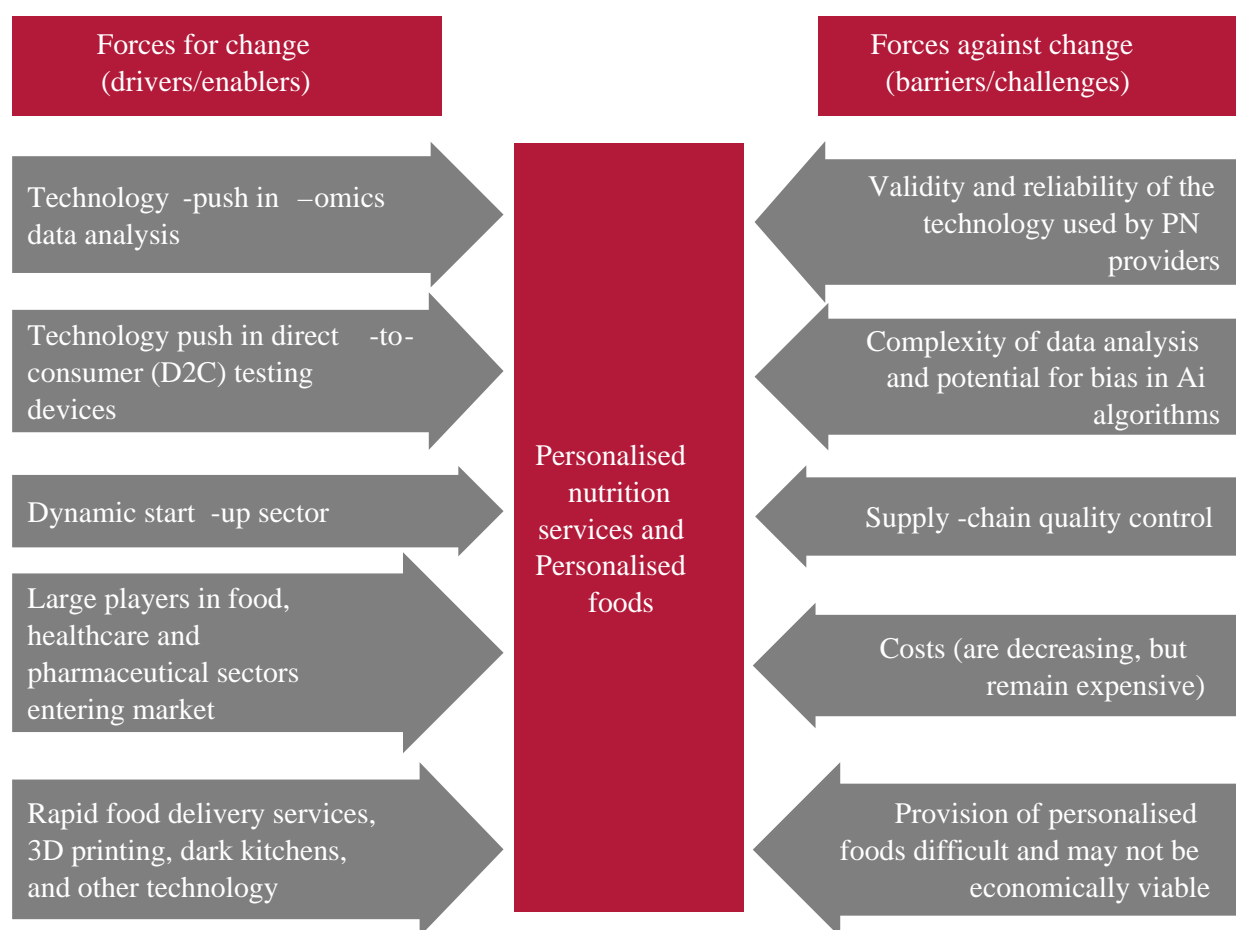 Forces for change
(drivers/enablers)
Forces against change
(barriers/challenges)
Technology -push in –omics
data analysis
Technology push in direct -to-
consumer (D2C) testing
devices
Dynamic start -up sector
Large players in food,
healthcare and
pharmaceutical sectors
entering market
Rapid food delivery services,
3D printing, dark kitchens,
and other technology
Personalised
nutrition
services and
Personalised
foods
Validity and reliability of the
technology used by PN
providers
Complexity of data analysis
and potential for bias in Ai
algorithms
Supply -chain quality control
Costs (are decreasing, but
remain expensive)
Provision of personalised
foods difficult and may not be
economically viable